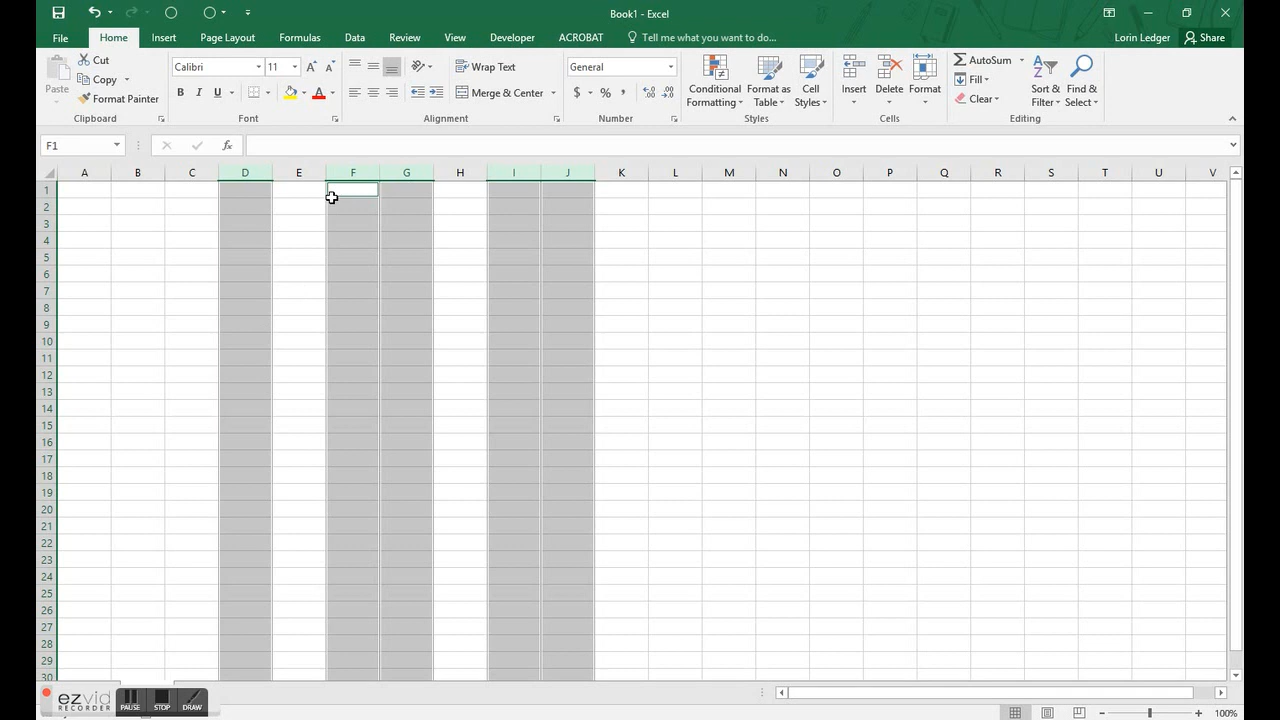 Book1 - Excel
File Home Insert Page Layout Formulas Data Review View Developer ACROBAT Tell me what you want to do... Lorin Ledger Share
Paste
Cut
Copy
Format Painter
Clipboard
Calibri 11
B I U
Font
Wrap Text
Merge & Center
Alignment
General
$ % ,
Number
Conditional
Formatting
Format as
Table
Cell
Styles
Styles
Insert
Delete
Format
Cells
AutoSum
Fill
Clear
Sort &
Filter
Find &
Select
Editing
F1
fx
A B C D E F G H I J K L M N O P Q R S T U V
1
2
3
4
5
6
7
8
9
10
11
12
13
14
15
16
17
18
19
20
21
22
23
24
25
26
27
28
29
30
ezvid
RECORDER
PAUSE STOP DRAW
100%